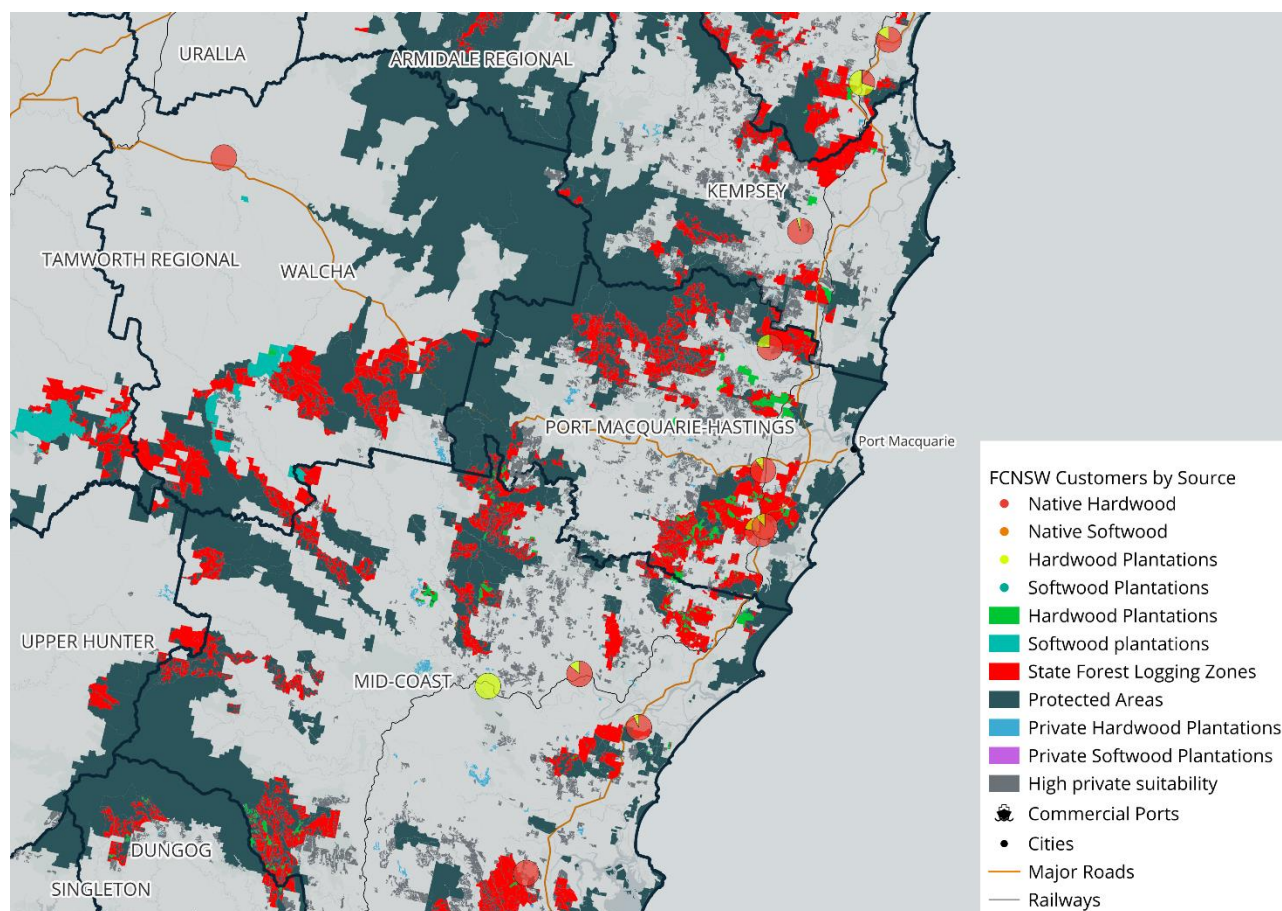 URALLA
ARMIDALE REGIONAL
KEMPSEY
TAMWORTH REGIONAL
WALCHA
PORT MACQUARIE-HASTINGS
Port Macquarie
UPPER HUNTER
MID-COAST
DUNGOG
SINGLETON
FCNSW Customers by Source
Native Hardwood
Native Softwood
Hardwood Plantations
Softwood Plantations
Hardwood Plantations
Softwood plantations
State Forest Logging Zones
Protected Areas
Private Hardwood Plantations
Private Softwood Plantations
High private suitability
Commercial Ports
Cities
Major Roads
Railways